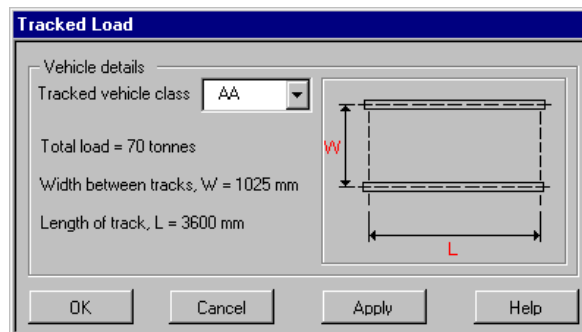 Tracked Load
Vehicle details
Tracked vehicle class AA
Total load = 70 tonnes
Width between tracks, W = 1025 mm
Length of track, L = 3600 mm
W
L
OK Cancel Apply Help